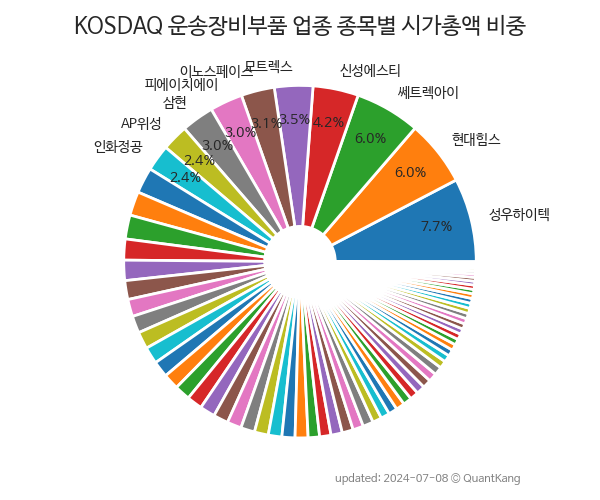 KOSDAQ 운송장비부품 업종 종목별 시가총액 비중
성우하이텍
현대힘스
쎄트렉아이
신성에스티
모트렉스
이노스페이스
피에이치에이
삼현
AP위성
인화정공
7.7%
6.0%
6.0%
4.2%
3.5%
3.1%
3.0%
3.0%
2.4%
2.4%
updated: 2024-07-08 © QuantKang